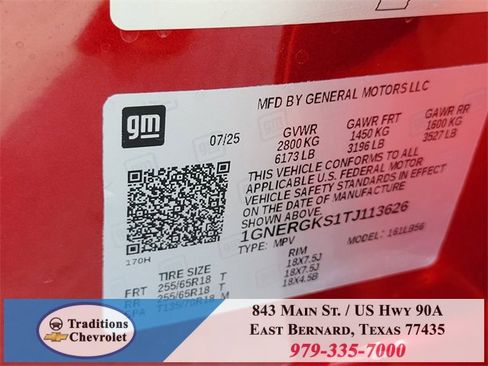 gm
MFD BY GENERAL MOTORS LLC
07/25
GVWR GAWR FRT GAWR RR
2800 KG 1450 KG 1600 KG
6173 LB 3196 LB 3527 LB
THIS VEHICLE CONFORMS TO ALL
APPLICABLE U.S. FEDERAL MOTOR
VEHICLE SAFETY STANDARDS IN EFFECT
ON THE DATE OF MANUFACTURE
SHOWN ABOVE.
1GNERGKS1TJ113626
170H
TYPE: MPV MODEL: 1B1LB56
TIRE SIZE RIM
FRT 255/65R18 T 18X7.5J
RR 255/65R18 T 18X7.5J
SPA T135/70R18 M 18X4.5B
Traditions
Chevrolet
843 Main St. / US Hwy 90A
East Bernard, Texas 77435
979-335-7000